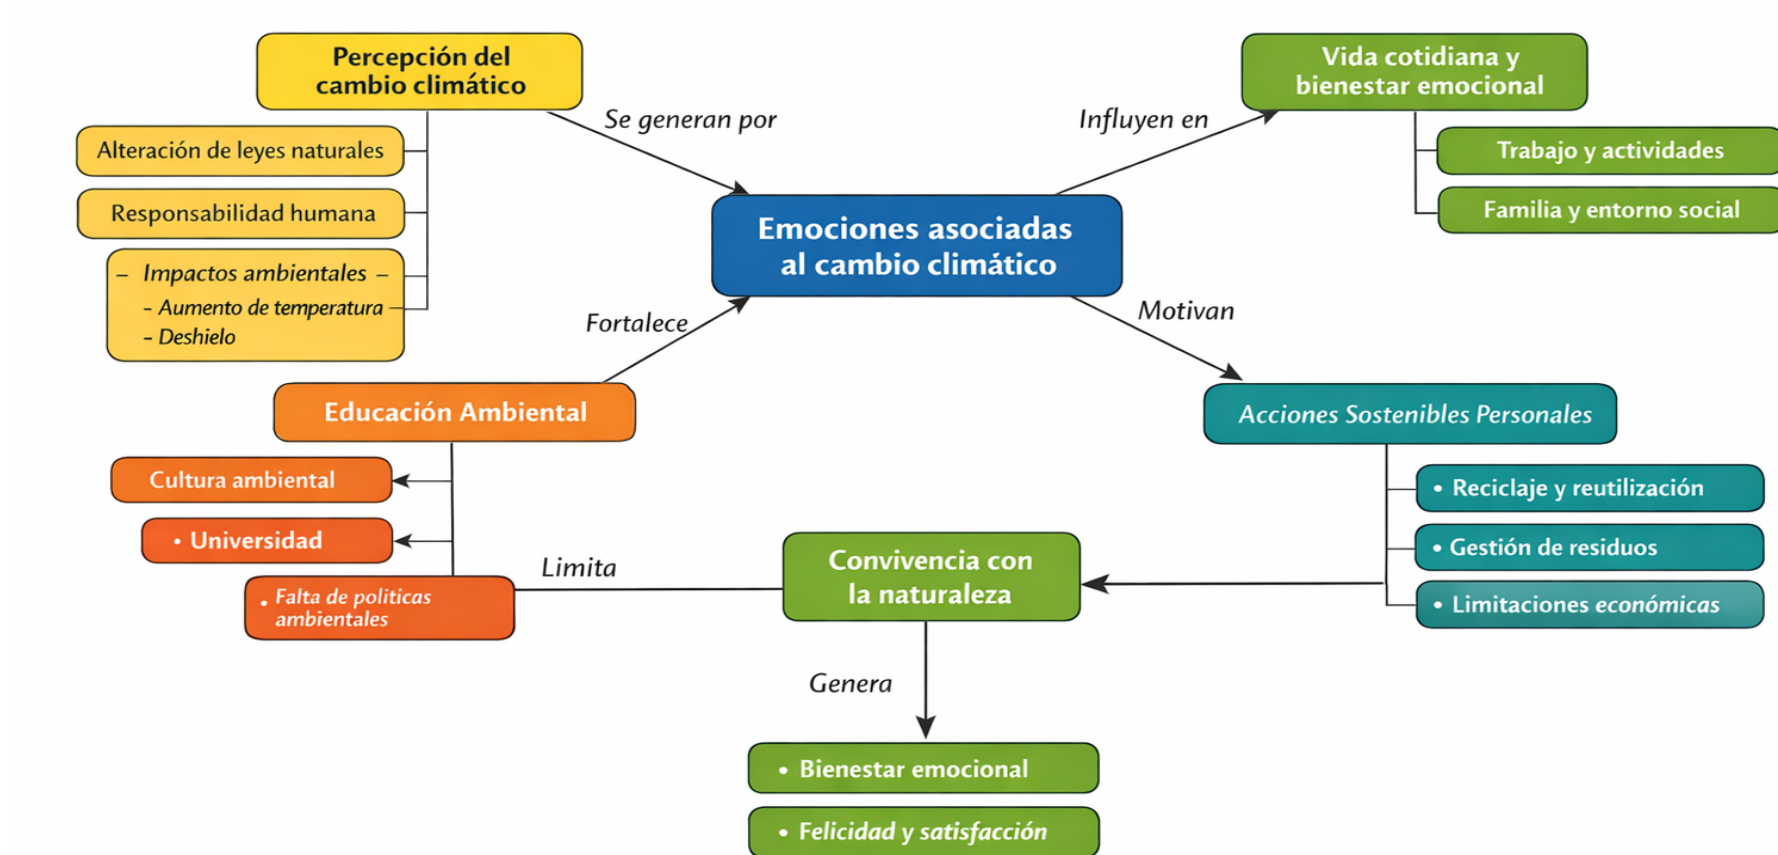 Percepción del
cambio climático
Alteración de leyes naturales
Responsabilidad humana
– Impactos ambientales –
- Aumento de temperatura
- Deshielo
Se generan por
Influyen en
Vida cotidiana y
bienestar emocional
Trabajo y actividades
Familia y entorno social
Emociones asociadas
al cambio climático
Fortalece
Motivan
Educación Ambiental
Cultura ambiental
• Universidad
• Falta de politicas
ambientales
Limita
Convivencia con
la naturaleza
Acciones Sostenibles Personales
• Reciclaje y reutilización
• Gestión de residuos
• Limitaciones económicas
Genera
• Bienestar emocional
• Felicidad y satisfacción